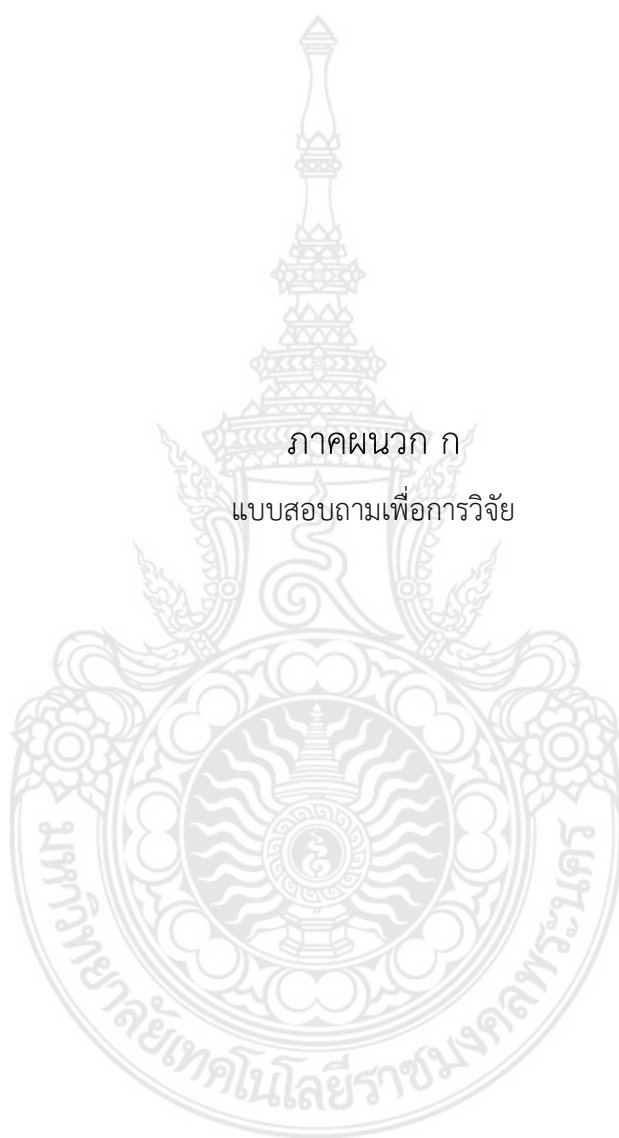 ภาคผนวก ก
แบบสอบถามเพื่อการวิจัย
มหาวิทยาลัยเทคโนโลยีราชมงคลพระนคร